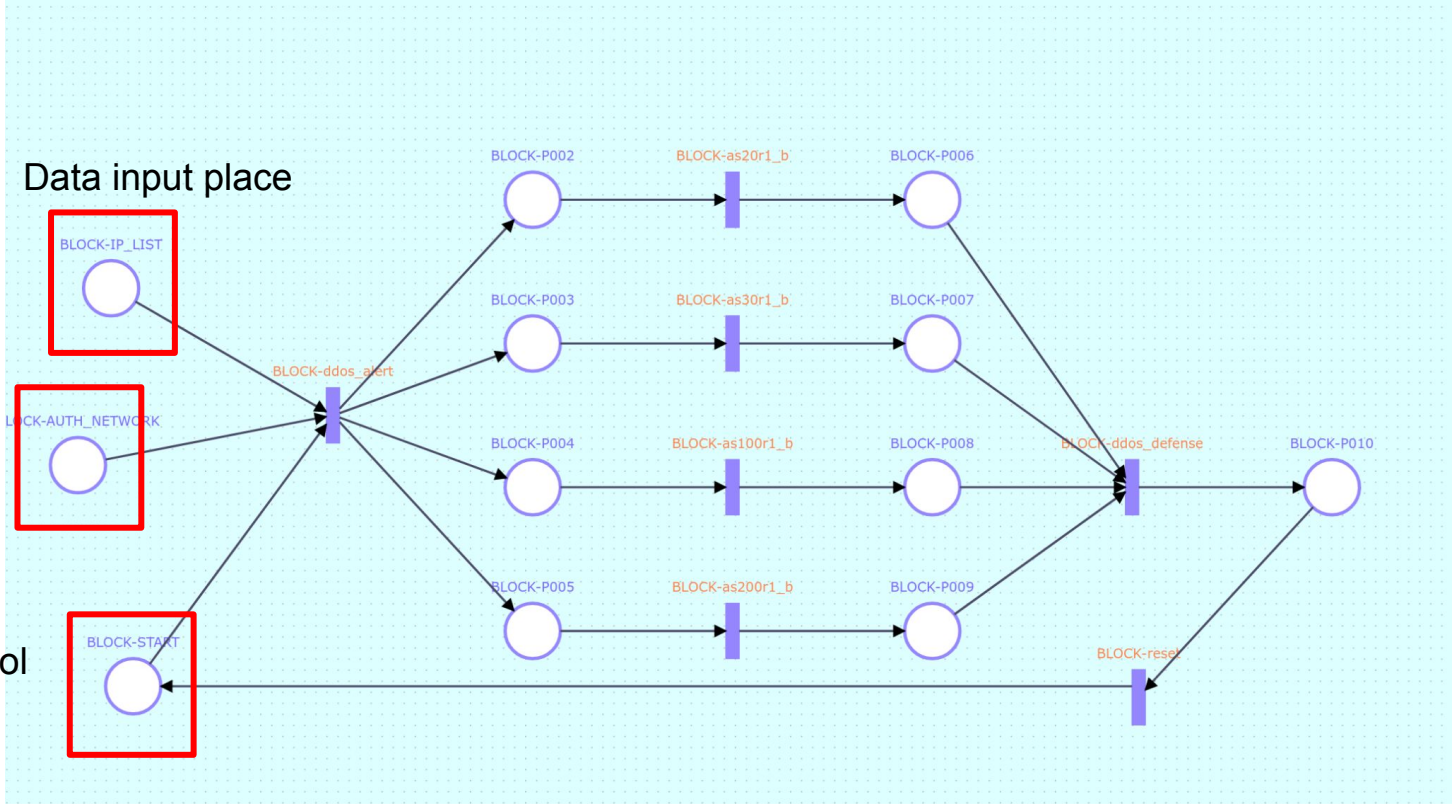 BLOCK-P002
BLOCK-as20r1_b
BLOCK-P006
Data input place
BLOCK-IP_LIST
BLOCK-P003
BLOCK-as30r1_b
BLOCK-P007
BLOCK-ddos_alert
LOCK-AUTH_NETWORK
BLOCK-P004
BLOCK-as100r1_b
BLOCK-P008
BLOCK-ddos_defense
BLOCK-P010
BLOCK-P005
BLOCK-as200r1_b
BLOCK-P009
BLOCK-START
ol
BLOCK-reset